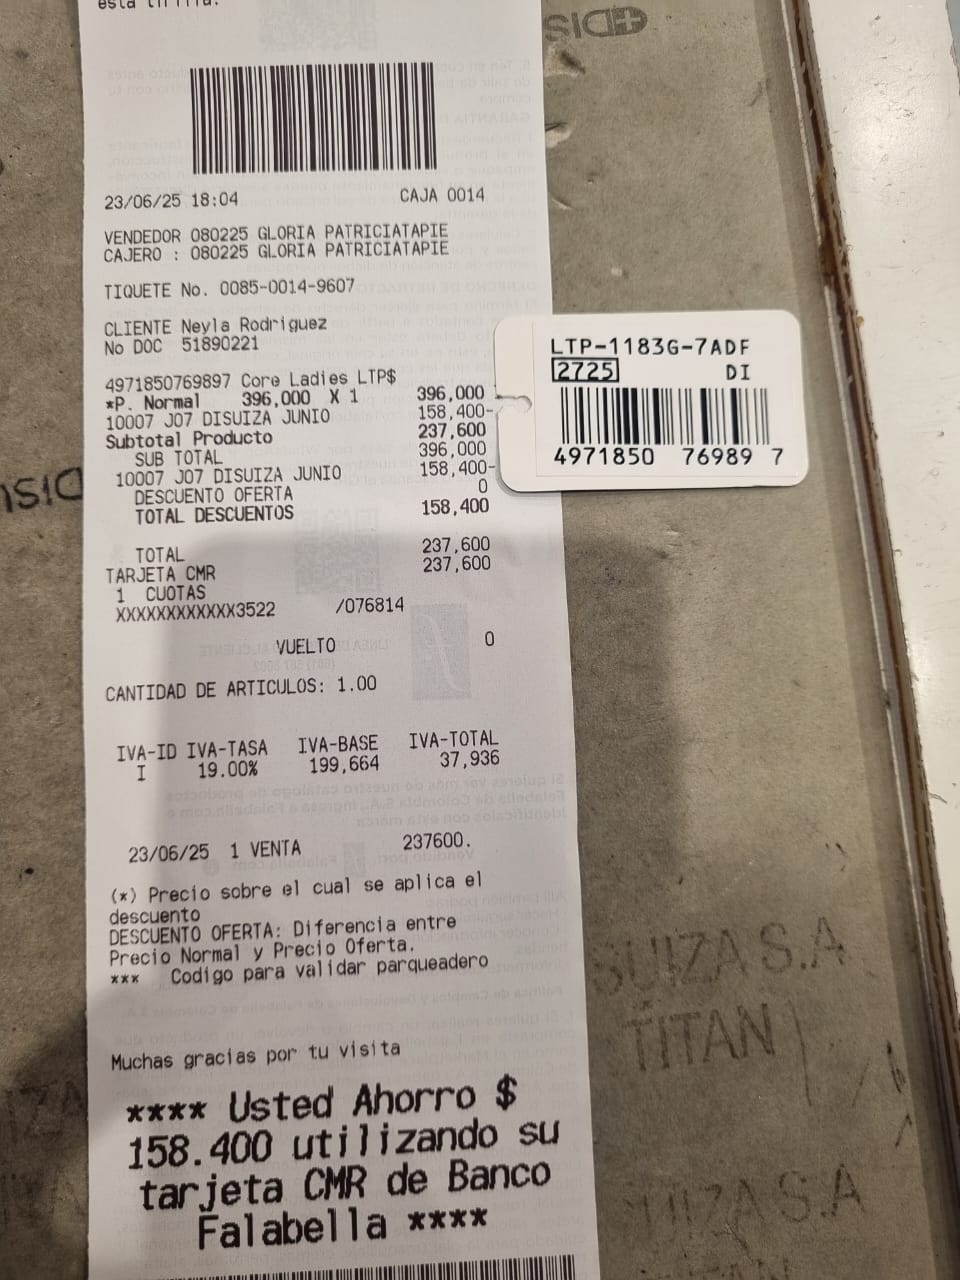 esta tirilla.
23/06/25 18:04 CAJA 0014
VENDEDOR 080225 GLORIA PATRICIATAPIE
CAJERO : 080225 GLORIA PATRICIATAPIE
TIQUETE No. 0085-0014-9607
CLIENTE Neyla Rodriguez
No DOC 51890221
4971850769897 Core Ladies LTP$
*P. Normal 396,000 X 1 396,000
10007 J07 DISUIZA JUNIO 158,400-
Subtotal Producto 237,600
SUB TOTAL 396,000
10007 J07 DISUIZA JUNIO 158,400-
DESCUENTO OFERTA 0
TOTAL DESCUENTOS 158,400
TOTAL 237,600
TARJETA CMR 237,600
1 CUOTAS
XXXXXXXXXXXX3522 /076814
VUELTO 0
CANTIDAD DE ARTICULOS: 1.00
IVA-ID IVA-TASA IVA-BASE IVA-TOTAL
I 19.00% 199,664 37,936
23/06/25 1 VENTA 237600.
(*) Precio sobre el cual se aplica el
descuento
DESCUENTO OFERTA: Diferencia entre
Precio Normal y Precio Oferta.
*** Codigo para validar parqueadero
Muchas gracias por tu visita
**** Usted Ahorro $
158.400 utilizando su
tarjeta CMR de Banco
Falabella ****
LTP-1183G-7ADF
2725 DI
4971850 76989 7
SUIZA S.A
TITAN
SUIZA S.A